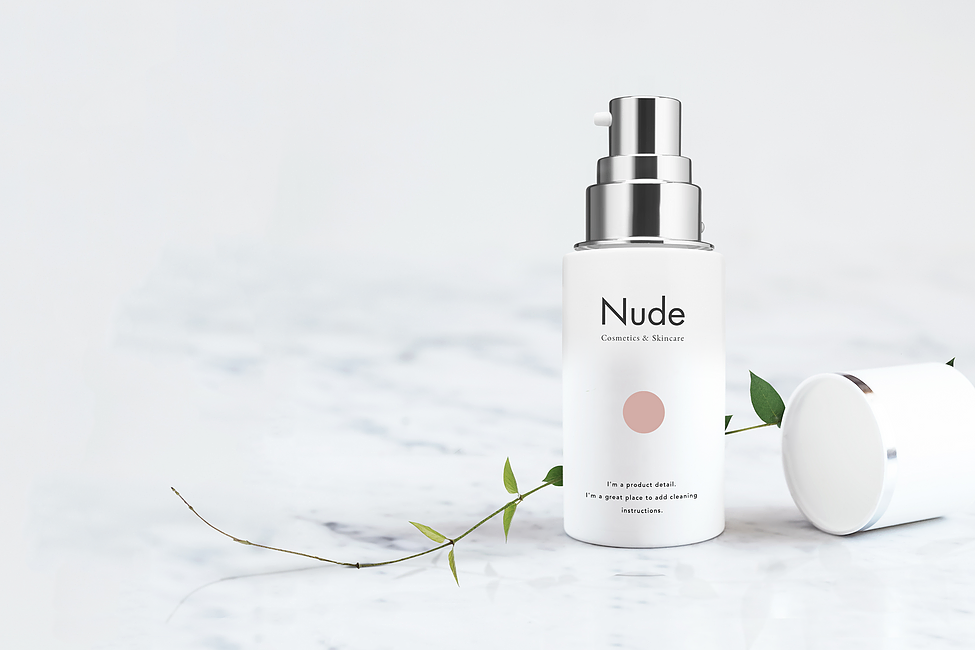 Nude
Cosmetics & Skincare
I'm a product detail.
I'm a great place to add cleaning
instructions.